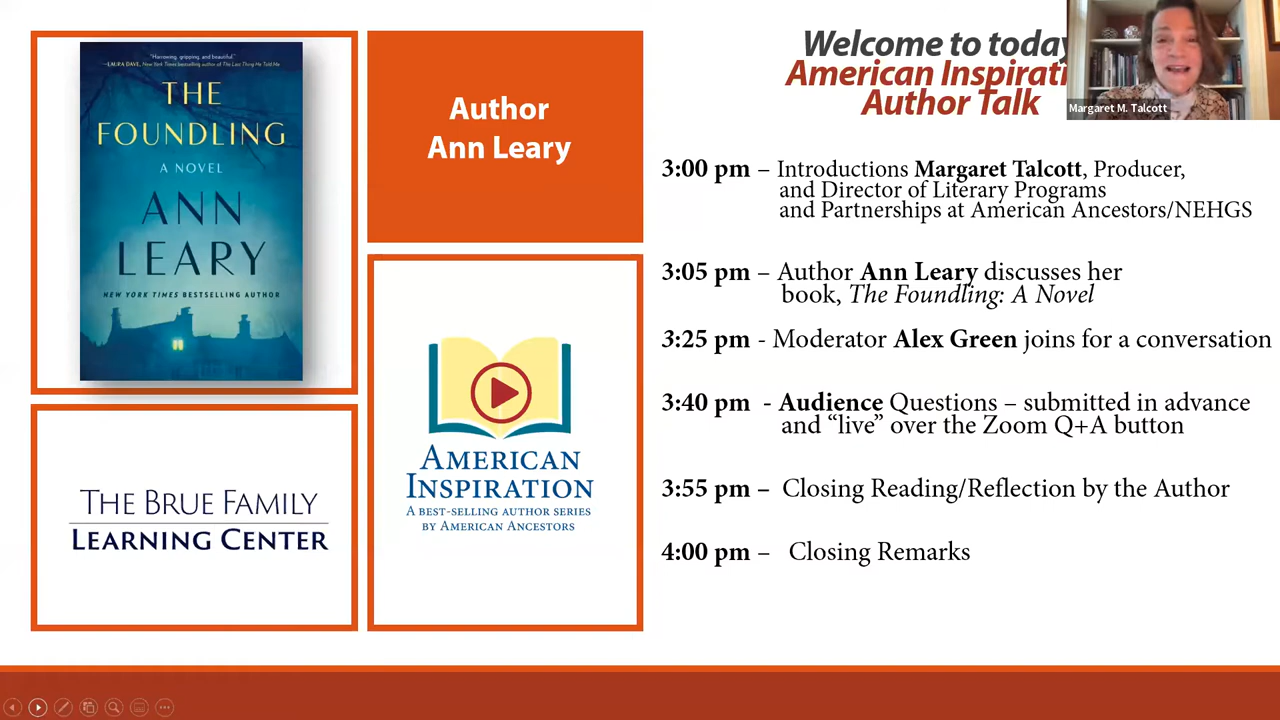 "Harrowing, gripping, and beautiful."
—LAURA DAVE, New York Times bestselling author of The Last Thing He Told Me
THE
FOUNDLING
A NOVEL
ANN
LEARY
NEW YORK TIMES BESTSELLING AUTHOR
THE BRUE FAMILY
LEARNING CENTER
Author
Ann Leary
AMERICAN
INSPIRATION
A BEST-SELLING AUTHOR SERIES
BY AMERICAN ANCESTORS
Welcome to today
American Inspirati
Author Talk
Margaret M. Talcott
3:00 pm – Introductions Margaret Talcott, Producer,
and Director of Literary Programs
and Partnerships at American Ancestors/NEHGS
3:05 pm – Author Ann Leary discusses her
book, The Foundling: A Novel
3:25 pm - Moderator Alex Green joins for a conversation
3:40 pm - Audience Questions – submitted in advance
and “live” over the Zoom Q+A button
3:55 pm – Closing Reading/Reflection by the Author
4:00 pm – Closing Remarks